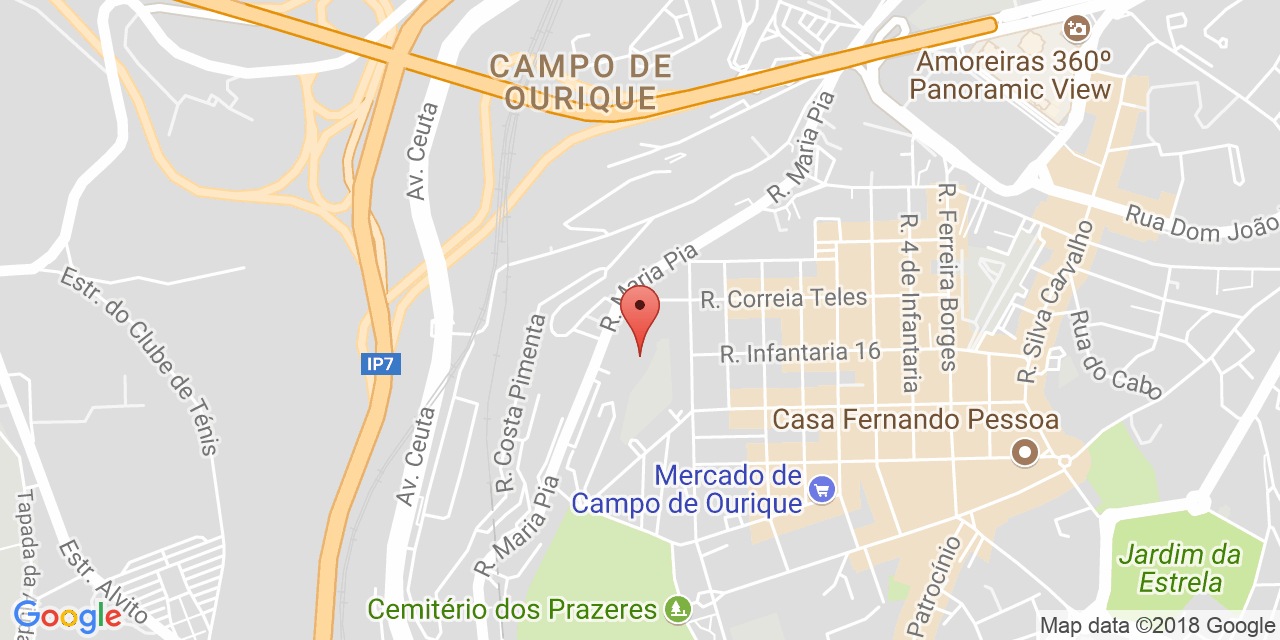 CAMPO DE
OURIQUE
Amoreiras 360º
Panoramic View
Av. Ceuta
R. Maria Pia
R. Ferreira Borges
R. 4 de Infantaria
Rua Dom João
R. Silva Carvalho
R. Maria Pia
Estr. do Clube de Ténis
R. Correia Teles
R. Infantaria 16
Rua do Cabo
IP7
R. Costa Pimenta
Av. Ceuta
Casa Fernando Pessoa
Mercado de
Campo de Ourique
R. Maria Pia
Tapada da
Estr. Alvito
Patrocínio
Jardim da
Estrela
Cemitério dos Prazeres
Google
Map data ©2018 Google